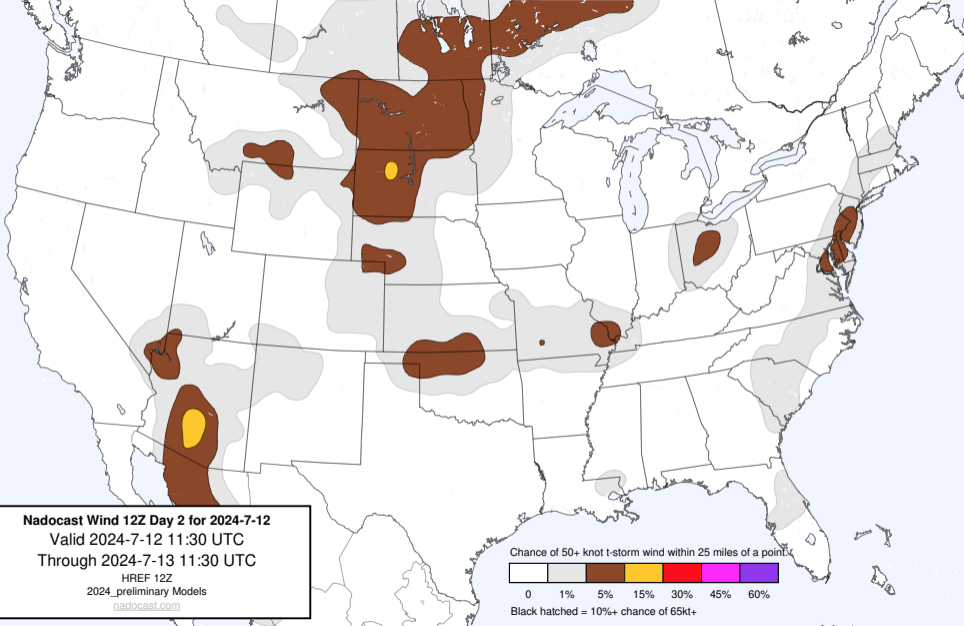 Nadocast Wind 12Z Day 2 for 2024-7-12
Valid 2024-7-12 11:30 UTC
Through 2024-7-13 11:30 UTC
HREF 12Z
2024_preliminary Models
nadocast.com
Chance of 50+ knot t-storm wind within 25 miles of a point.
0 1% 5% 15% 30% 45% 60%
Black hatched = 10%+ chance of 65kt+